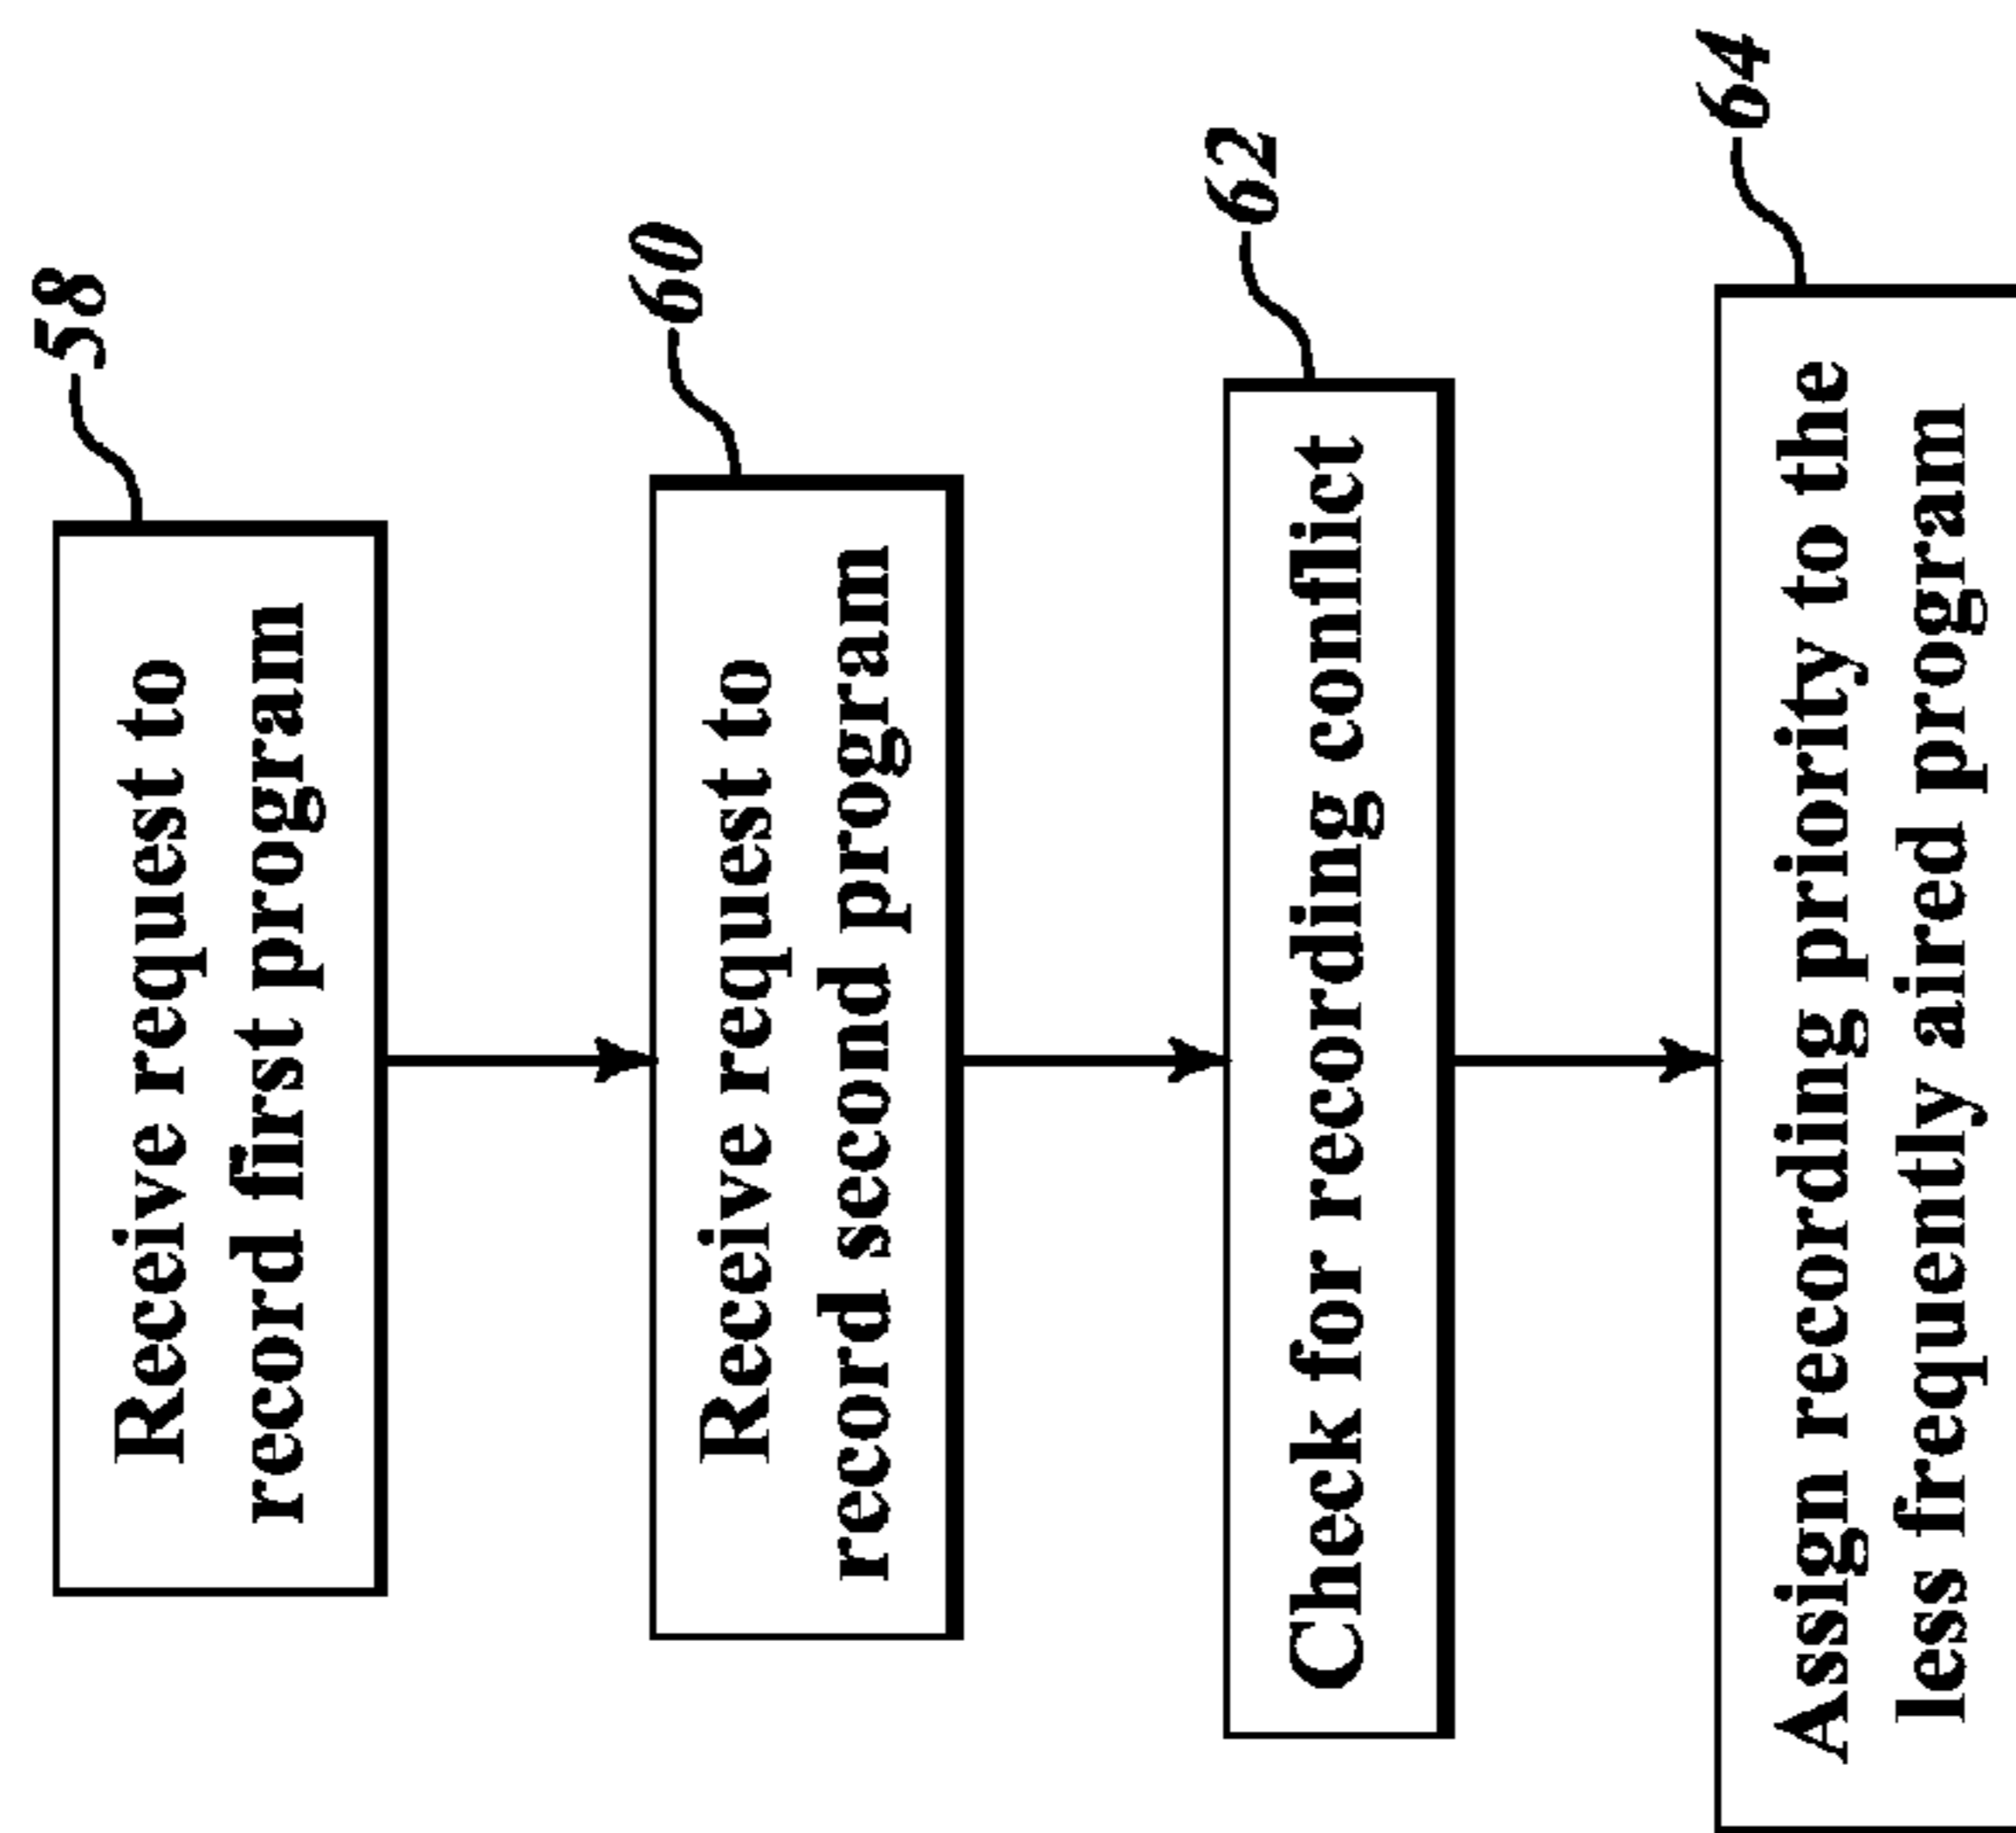 58
Receive request to
record first program
60
Receive request to
record second program
62
Check for recording conflict
64
Assign recording priority to the
less frequently aired program